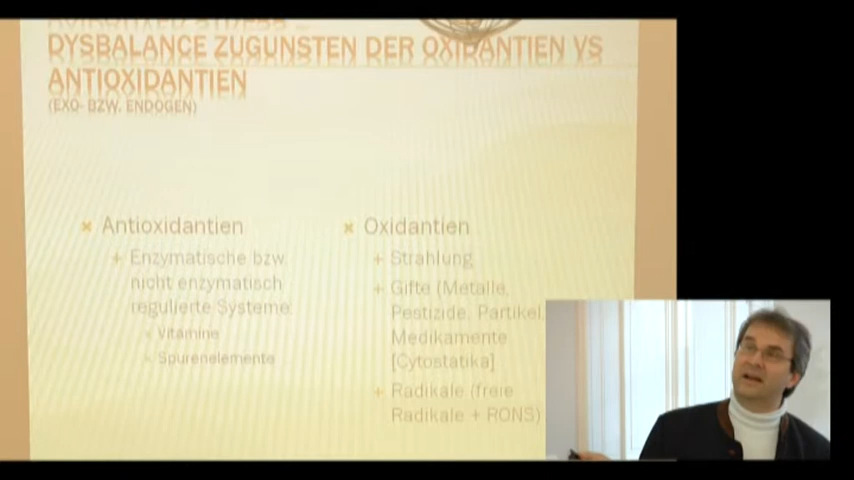 DYSBALANCE ZUGUNSTEN DER OXIDANTIEN VS
ANTIOXIDANTIEN
(EXO- BZW. ENDOGEN)
Antioxidantien
Enzymatische bzw
nicht enzymatisch
regulierte Systeme
Vitamine
Spurenelemente
Oxidantien
Strahlung
Gifte (Metalle,
Pestizide, Partikel,
Medikamente
[Cytostatika]
Radikale (freie
Radikale + RONS)